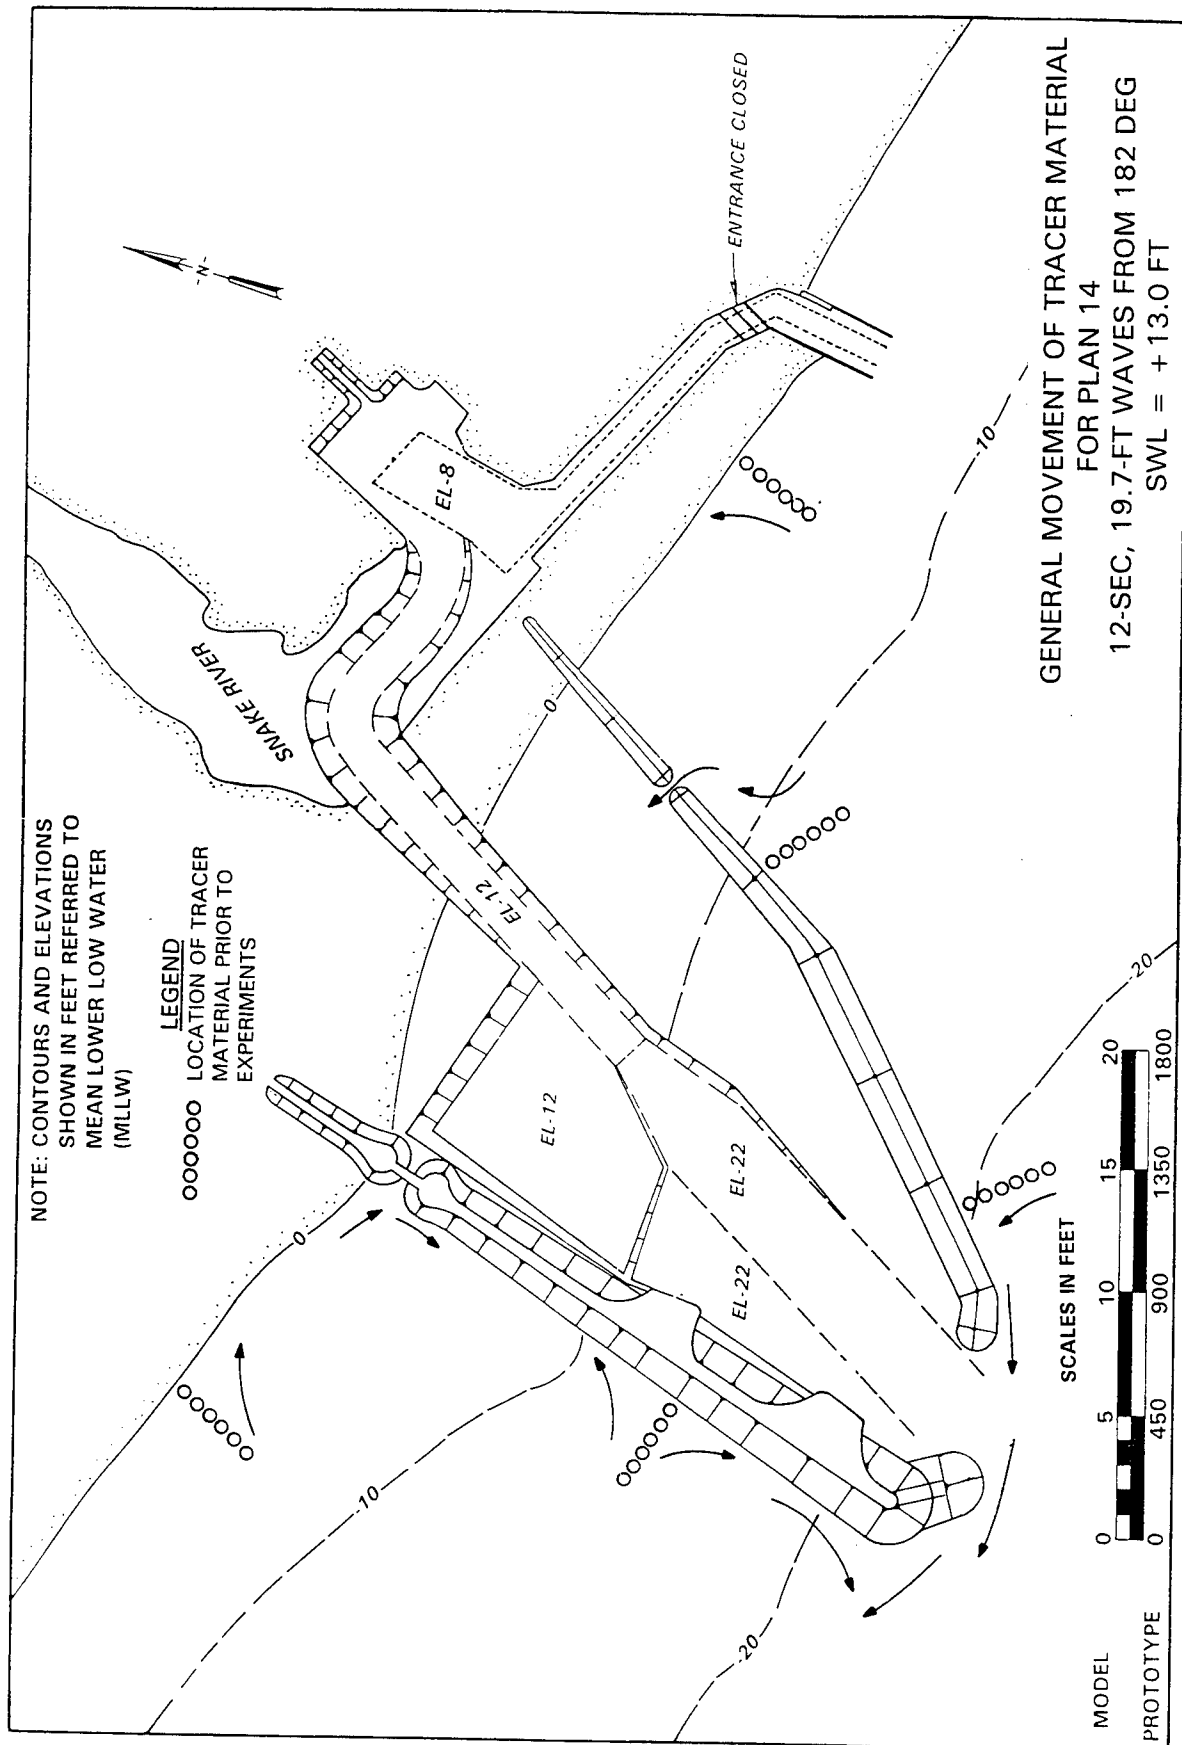 NOTE: CONTOURS AND ELEVATIONS
SHOWN IN FEET REFERRED TO
MEAN LOWER LOW WATER
(MLLW)
LEGEND
LOCATION OF TRACER
MATERIAL PRIOR TO
EXPERIMENTS
-N-
SNAKE RIVER
ENTRANCE CLOSED
EL-8
EL-12
EL-12
EL-22
EL-22
0
0
-10
-10
-20
-20
SCALES IN FEET
MODEL 0 5 10 15 20
PROTOTYPE 0 450 900 1350 1800
GENERAL MOVEMENT OF TRACER MATERIAL
FOR PLAN 14
12-SEC, 19.7-FT WAVES FROM 182 DEG
SWL = +13.0 FT